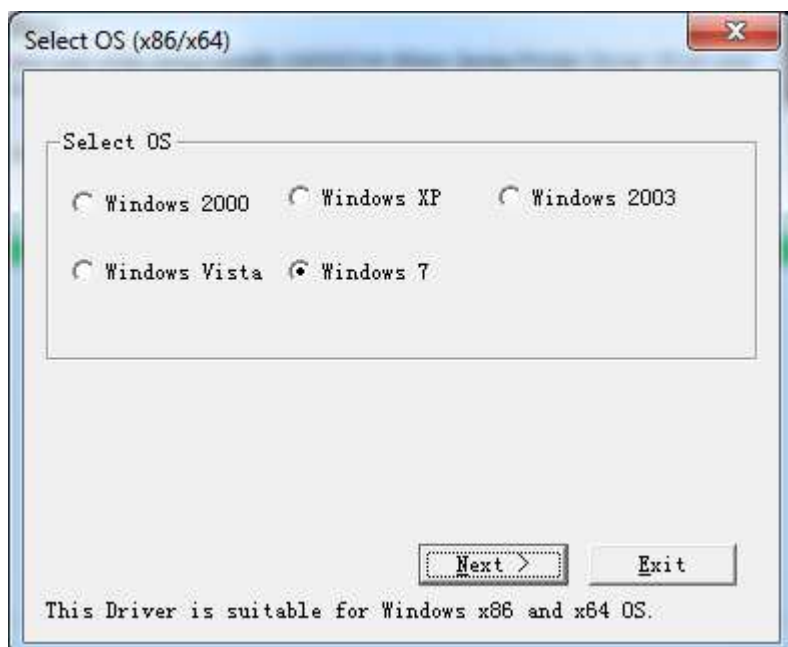 Select OS (x86/x64)
Select OS
Windows 2000 Windows XP Windows 2003
Windows Vista Windows 7
Next > Exit
This Driver is suitable for Windows x86 and x64 OS.